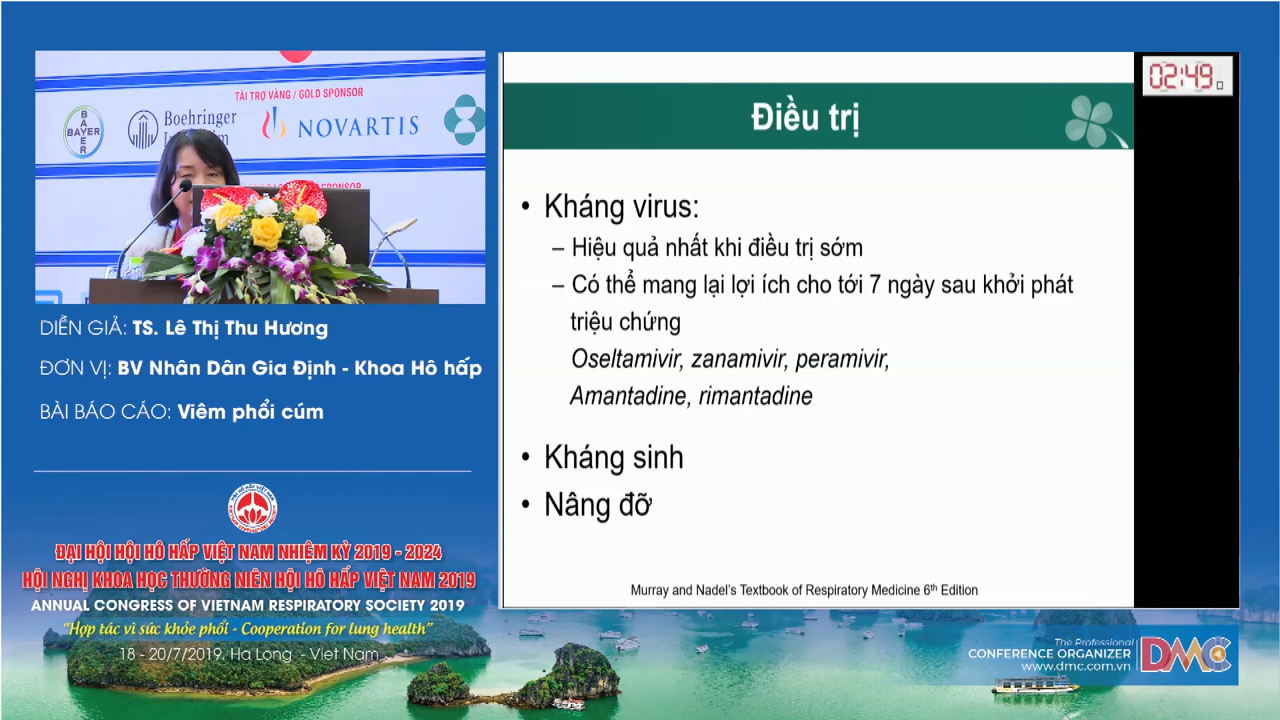 TÀI TRỢ VÀNG / GOLD SPONSOR
BAYER
BAYER
Boehringer
NOVARTIS
SPONSOR
DIỄN GIẢ: TS. Lê Thị Thu Hương
ĐƠN VỊ: BV Nhân Dân Gia Định - Khoa Hô hấp
BÀI BÁO CÁO: Viêm phổi cúm
ĐẠI HỘI HỘI HÔ HẤP VIỆT NAM NHIỆM KỲ 2019 - 2024
HỘI NGHỊ KHOA HỌC THƯỜNG NIÊN HỘI HÔ HẤP VIỆT NAM 2019
ANNUAL CONGRESS OF VIETNAM RESPIRATORY SOCIETY 2019
“Hợp tác vì sức khỏe phổi - Cooperation for lung health”
18 - 20/7/2019. Ha Long - Viet Nam
02:49
Điều trị
• Kháng virus:
– Hiệu quả nhất khi điều trị sớm
– Có thể mang lại lợi ích cho tới 7 ngày sau khởi phát
triệu chứng
Oseltamivir, zanamivir, peramivir,
Amantadine, rimantadine
• Kháng sinh
• Nâng đỡ
Murray and Nadel’s Textbook of Respiratory Medicine 6th Edition
The Professional
CONFERENCE ORGANIZER
www.dmc.com.vn
DMC